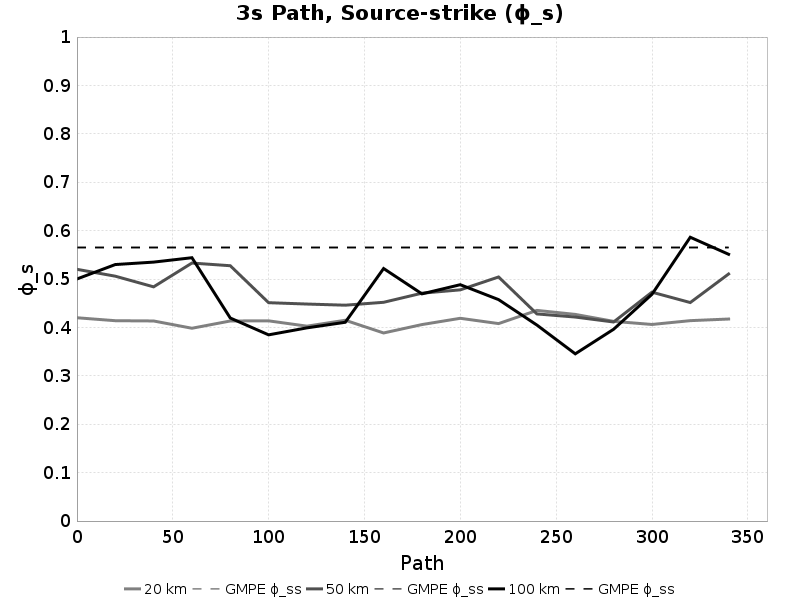 3s Path, Source-strike (ϕ_s)
1
0.9
0.8
0.7
0.6
0.5
0.4
0.3
0.2
0.1
0
ϕ_s
0 50 100 150 200 250 300 350
Path
20 km GMPE ϕ_ss 50 km GMPE ϕ_ss 100 km GMPE ϕ_ss